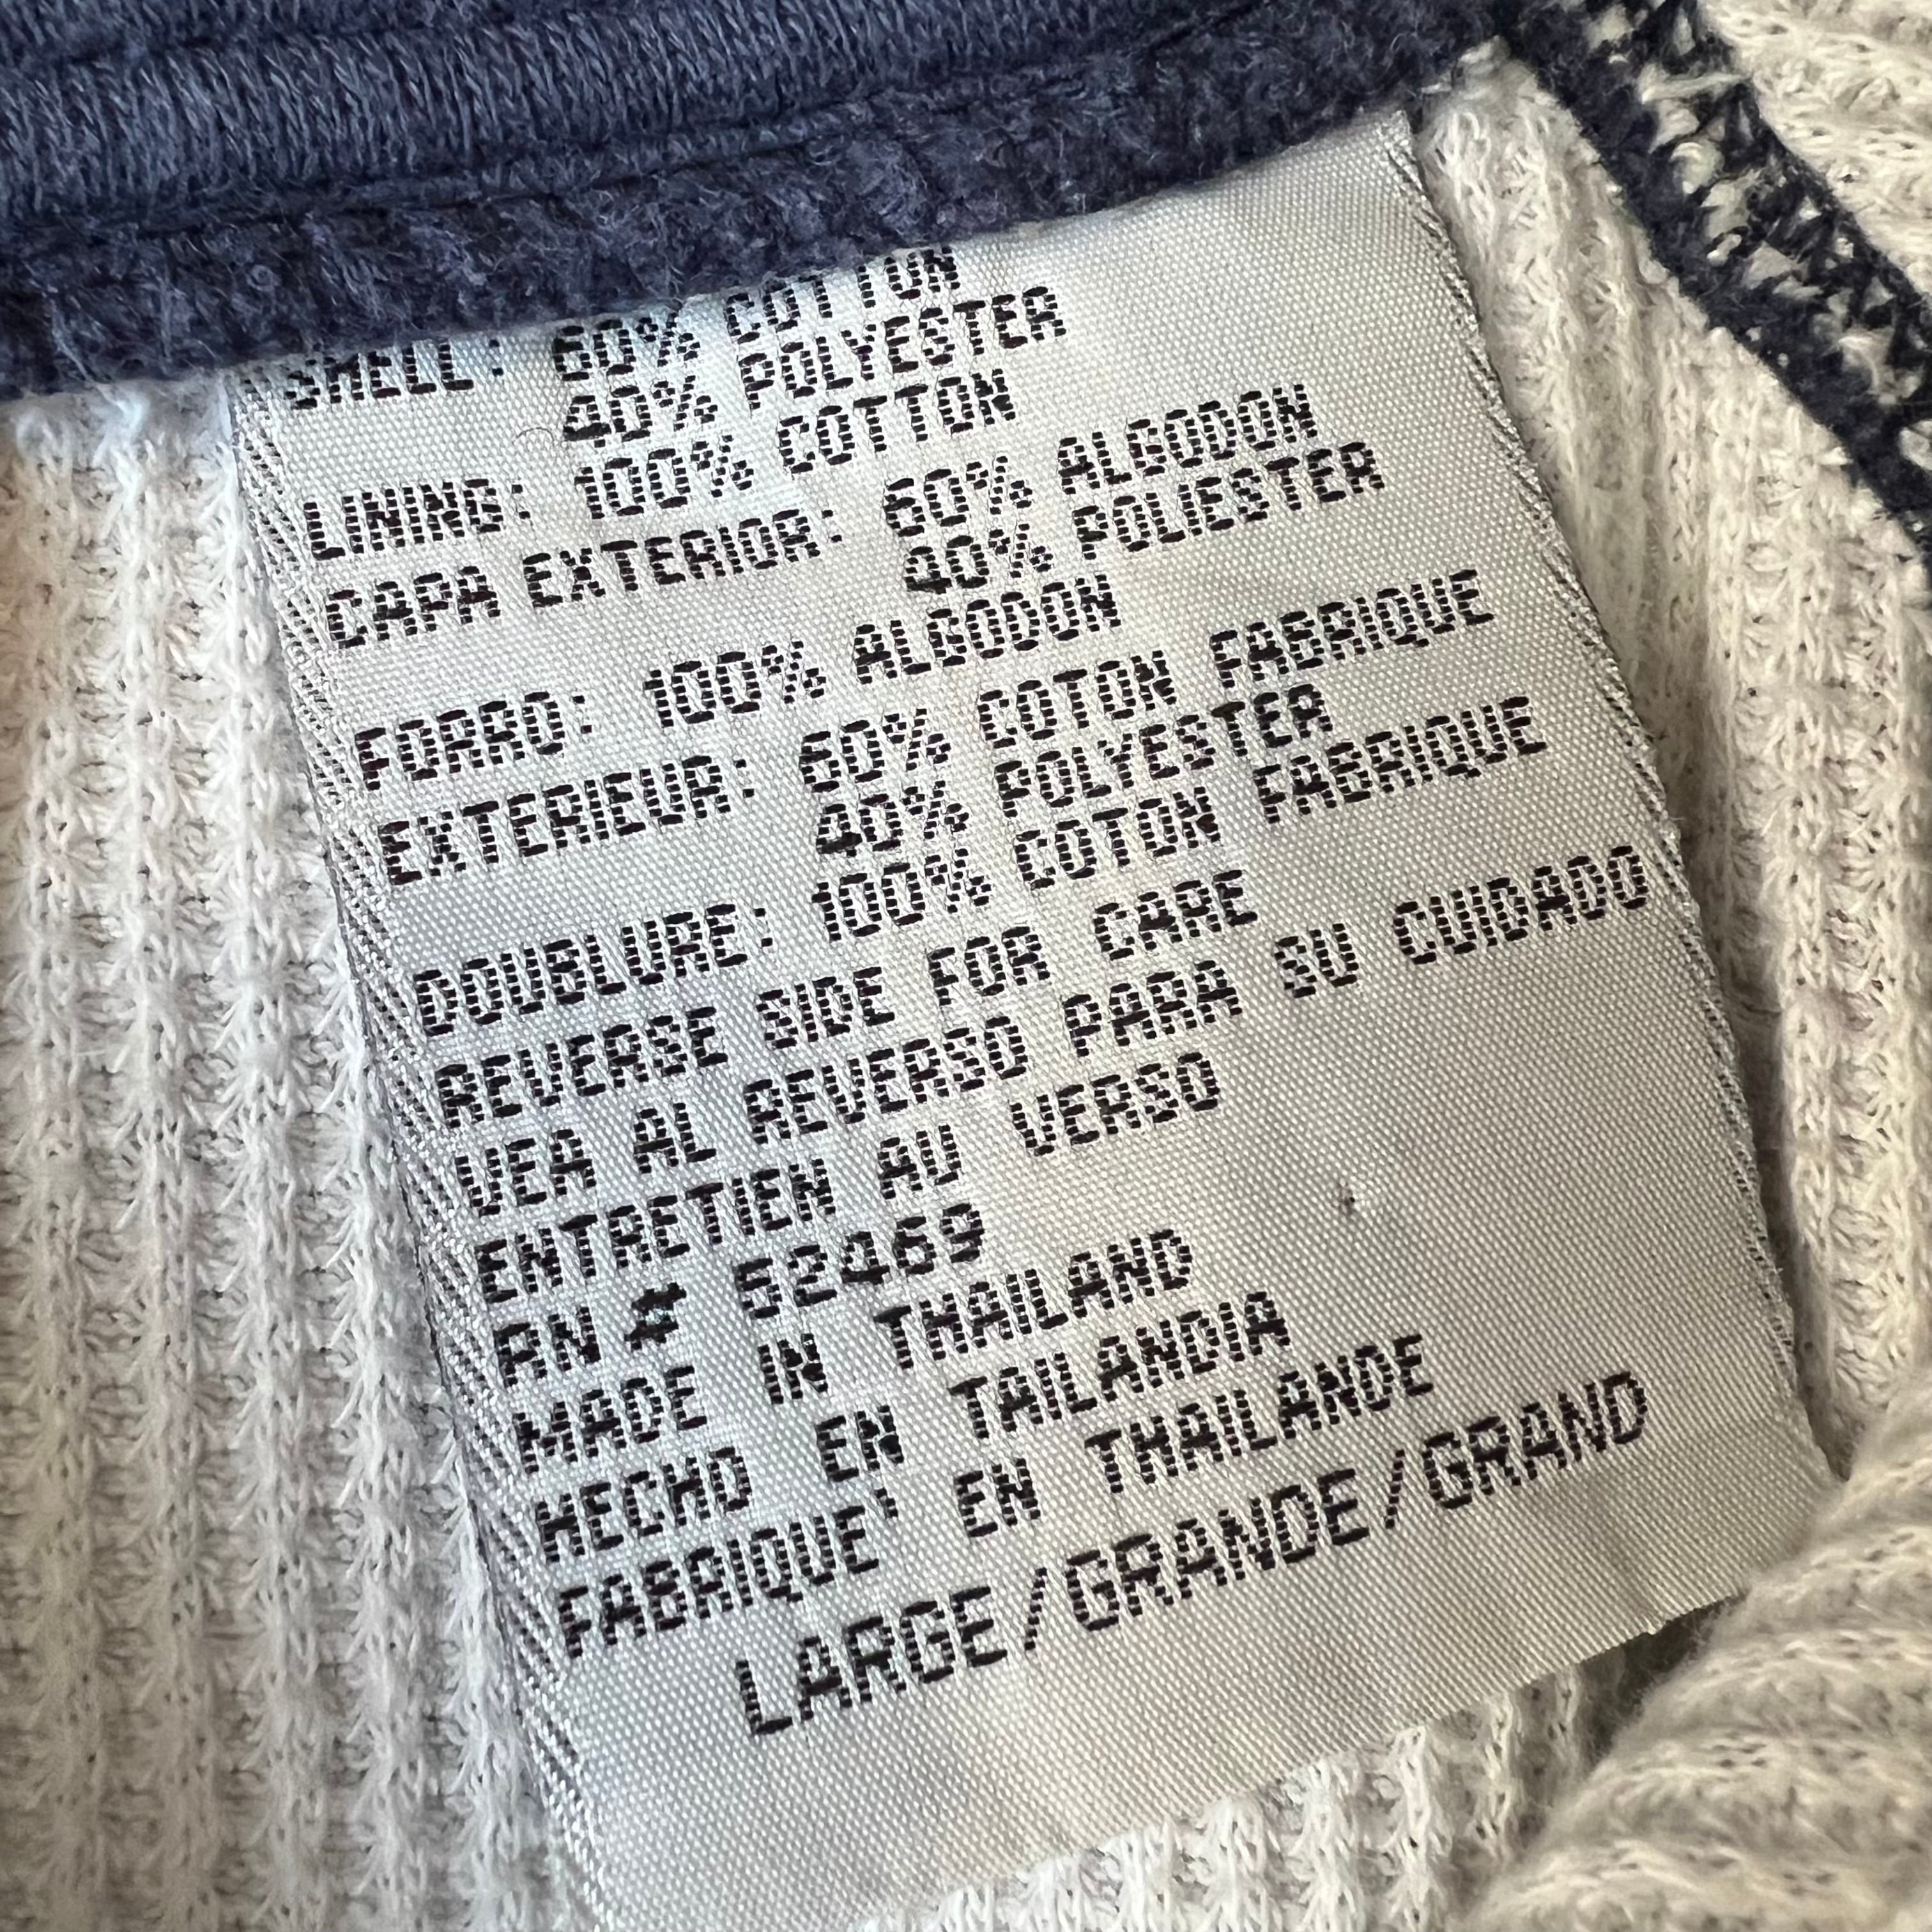 SHELL: 60% COTTON
40% POLYESTER
LINING: 100% COTTON
CAPA EXTERIOR: 60% ALGODON
40% POLIESTER
FORRO: 100% ALGODON
EXTERIEUR: 60% COTON FABRIQUE
40% POLYESTER
DOUBLURE: 100% COTON FABRIQUE
REVERSE SIDE FOR CARE
VEA AL REVERSO PARA SU CUIDADO
ENTRETIEN AU VERSO
RN # 52469
MADE IN THAILAND
HECHO EN TAILANDIA
FABRIQUE' EN THAILANDE
LARGE/GRANDE/GRAND